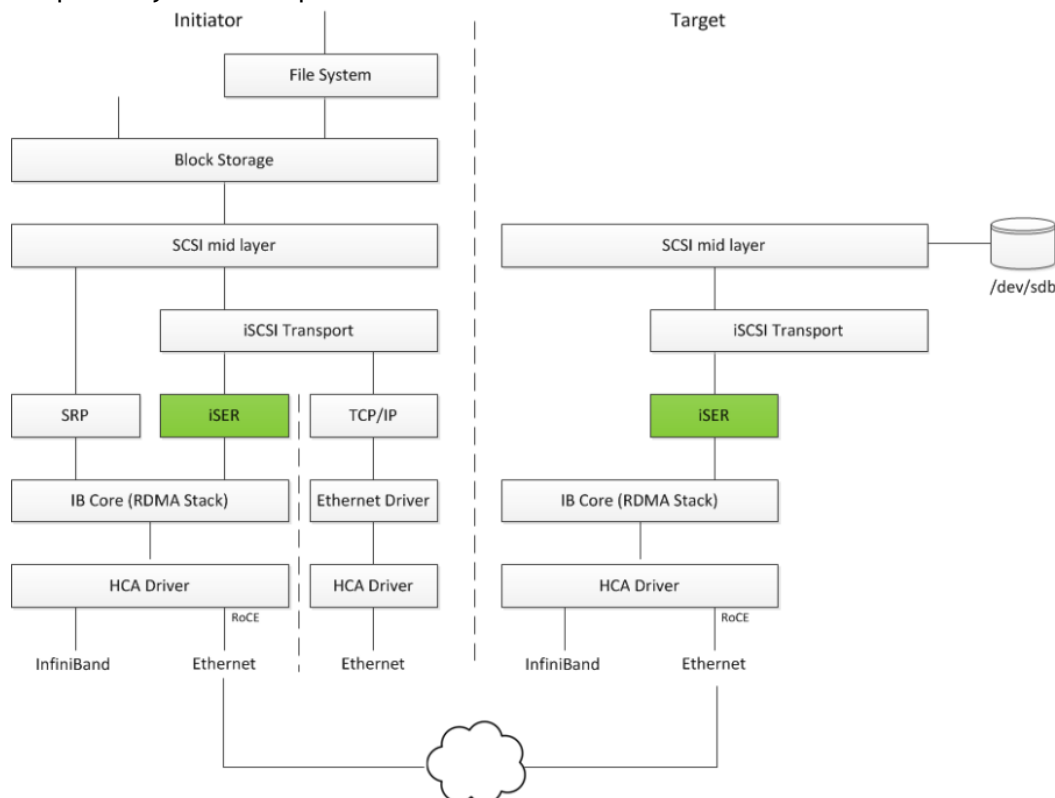 Initiator
Target
File System
Block Storage
SCSI mid layer
SCSI mid layer
/dev/sdb
iSCSI Transport
iSCSI Transport
SRP
iSER
TCP/IP
iSER
IB Core (RDMA Stack)
Ethernet Driver
IB Core (RDMA Stack)
HCA Driver
HCA Driver
HCA Driver
RoCE
RoCE
InfiniBand
Ethernet
Ethernet
InfiniBand
Ethernet